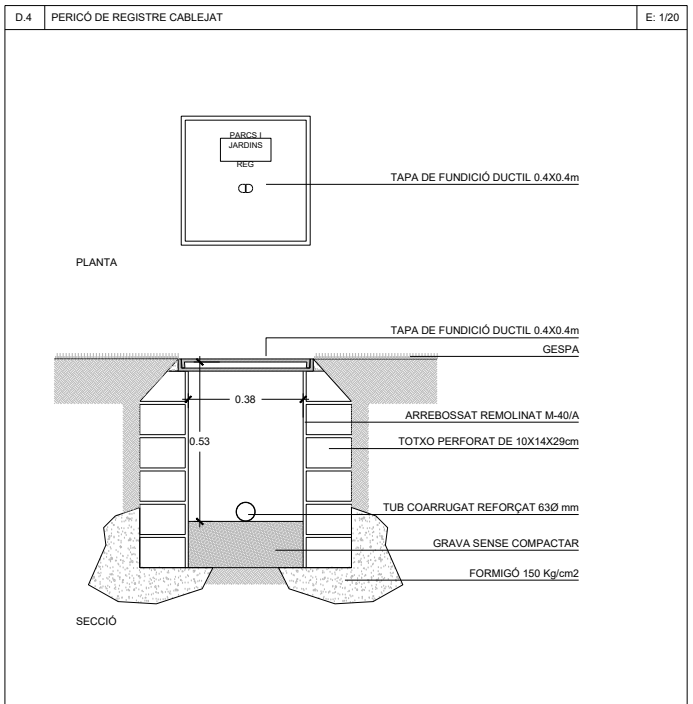 D.4 PERICÓ DE REGISTRE CABLEJAT E: 1/20
PARCS I
JARDINS
REG
TAPA DE FUNDICIÓ DUCTIL 0.4X0.4m
PLANTA
TAPA DE FUNDICIÓ DUCTIL 0.4X0.4m
GESPA
0.38
ARREBOSSAT REMOLINAT M-40/A
0.53
TOTXO PERFORAT DE 10X14X29cm
TUB COARRUGAT REFORÇAT 63Ø mm
GRAVA SENSE COMPACTAR
FORMIGÓ 150 Kg/cm2
SECCIÓ